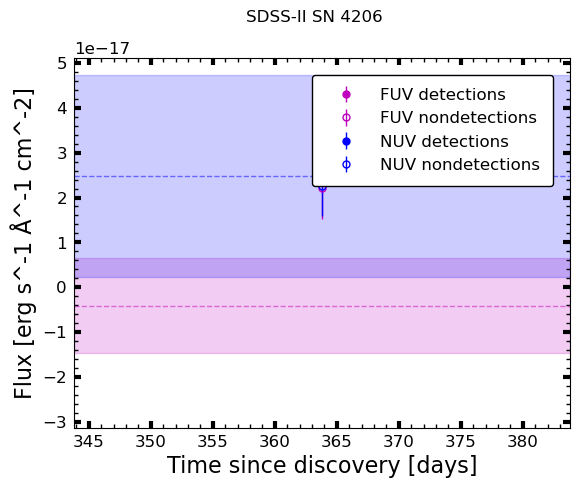 SDSS-II SN 4206
1e−17
FUV detections
FUV nondetections
NUV detections
NUV nondetections
5
4
3
2
1
0
−1
−2
−3
Flux [erg s^-1 Å^-1 cm^-2]
345 350 355 360 365 370 375 380
Time since discovery [days]